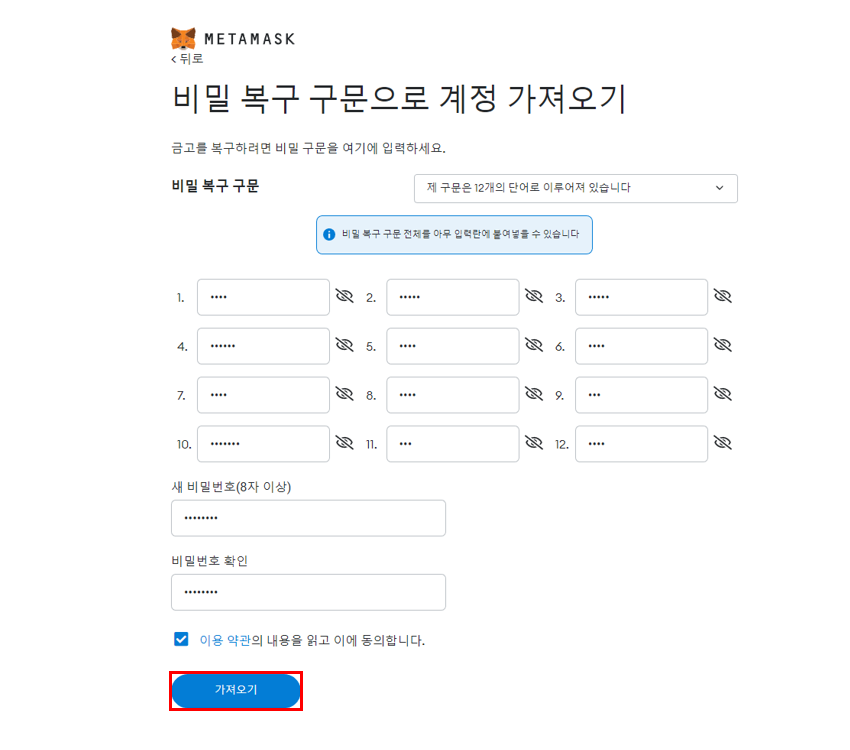 METAMASK
< 뒤로
비밀 복구 구문으로 계정 가져오기
금고를 복구하려면 비밀 구문을 여기에 입력하세요.
비밀 복구 구문
제 구문은 12개의 단어로 이루어져 있습니다
비밀 복구 구문 전체를 아무 입력란에 붙여넣을 수 있습니다
1. •••• 2. ••••• 3. •••••
4. •••••• 5. •••• 6. ••••
7. •••• 8. •••• 9. •••
10. ••••••• 11. ••• 12. ••••
새 비밀번호(8자 이상)
••••••••
비밀번호 확인
••••••••
이용 약관의 내용을 읽고 이에 동의합니다.
가져오기